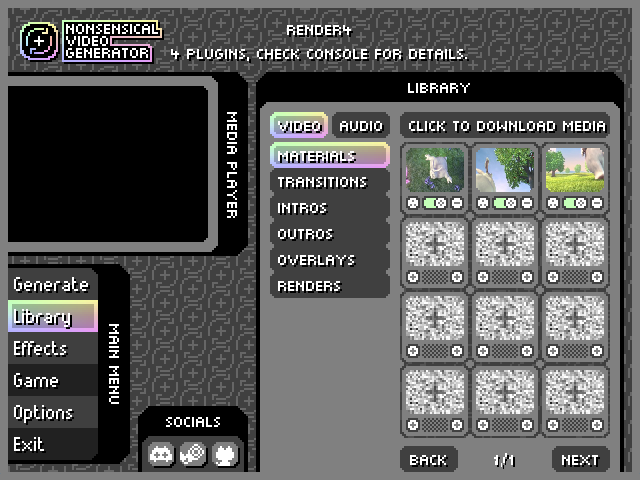 NONSENSICAL
VIDEO
GENERATOR
RENDER4
4 PLUGINS, CHECK CONSOLE FOR DETAILS.
MEDIA PLAYER
LIBRARY
VIDEO
AUDIO
CLICK TO DOWNLOAD MEDIA
MATERIALS
TRANSITIONS
INTROS
OUTROS
OVERLAYS
RENDERS
Generate
Library
Effects
Game
Options
Exit
MAIN MENU
SOCIALS
BACK
1/1
NEXT